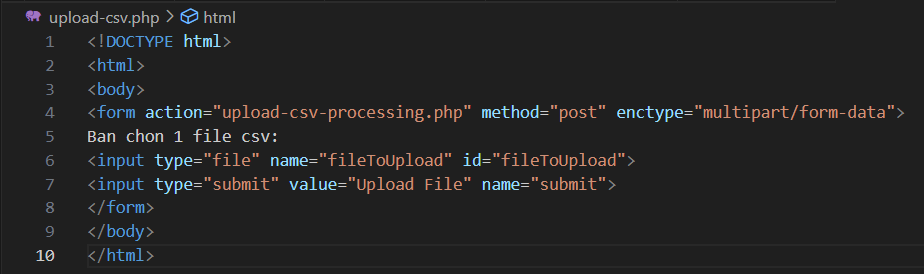 upload-csv.php > html
1 <!DOCTYPE html>
2 <html>
3 <body>
4 <form action="upload-csv-processing.php" method="post" enctype="multipart/form-data">
5 Ban chon 1 file csv:
6 <input type="file" name="fileToUpload" id="fileToUpload">
7 <input type="submit" value="Upload File" name="submit">
8 </form>
9 </body>
10 </html>